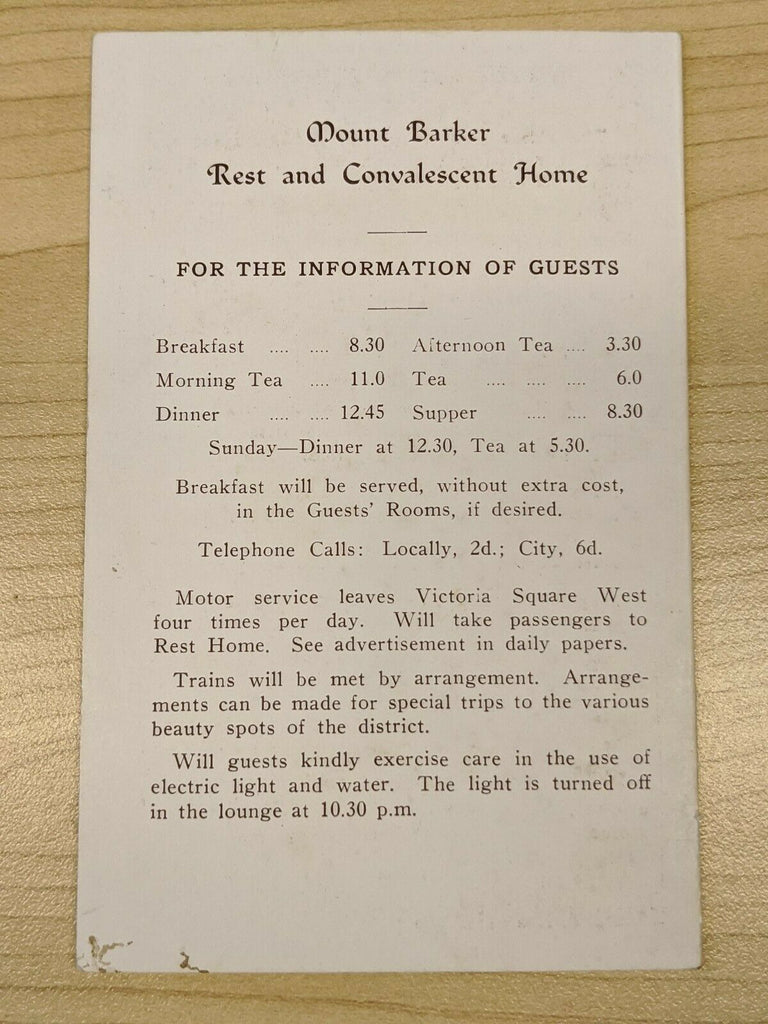 Mount Barker
Rest and Convalescent Home
FOR THE INFORMATION OF GUESTS
Breakfast .... .... 8.30 Afternoon Tea .... 3.30
Morning Tea .... 11.0 Tea .... .... .... 6.0
Dinner .... .... 12.45 Supper .... .... 8.30
Sunday—Dinner at 12.30, Tea at 5.30.
Breakfast will be served, without extra cost,
in the Guests' Rooms, if desired.
Telephone Calls: Locally, 2d.; City, 6d.
Motor service leaves Victoria Square West
four times per day. Will take passengers to
Rest Home. See advertisement in daily papers.
Trains will be met by arrangement. Arrange-
ments can be made for special trips to the various
beauty spots of the district.
Will guests kindly exercise care in the use of
electric light and water. The light is turned off
in the lounge at 10.30 p.m.